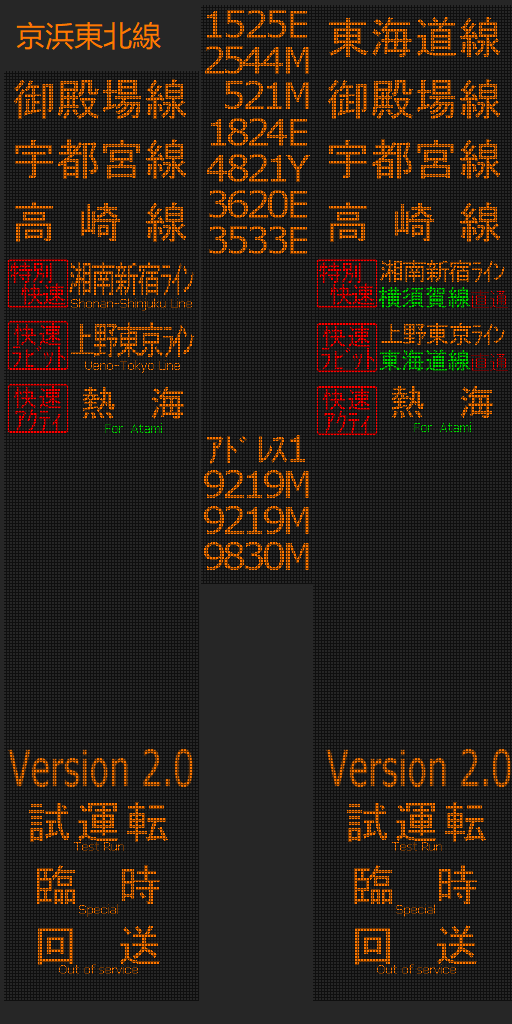 京浜東北線
御殿場線
宇都宮線
高崎線
特別快速 湘南新宿ライン
Shonan-Shinjuku Line
快速ラビット 上野東京ライン
Ueno-Tokyo Line
快速アクティ 熱海
For Atami
Version 2.0
試運転
Test Run
臨時
Special
回送
Out of service
1525E
2544M
521M
1824E
4821Y
3620E
3533E
アドレス1
9219M
9219M
9830M
東海道線
御殿場線
宇都宮線
高崎線
特別快速 湘南新宿ライン
横須賀線直通
快速ラビット 上野東京ライン
東海道線直通
快速アクティ 熱海
For Atami
Version 2.0
試運転
Test Run
臨時
Special
回送
Out of service